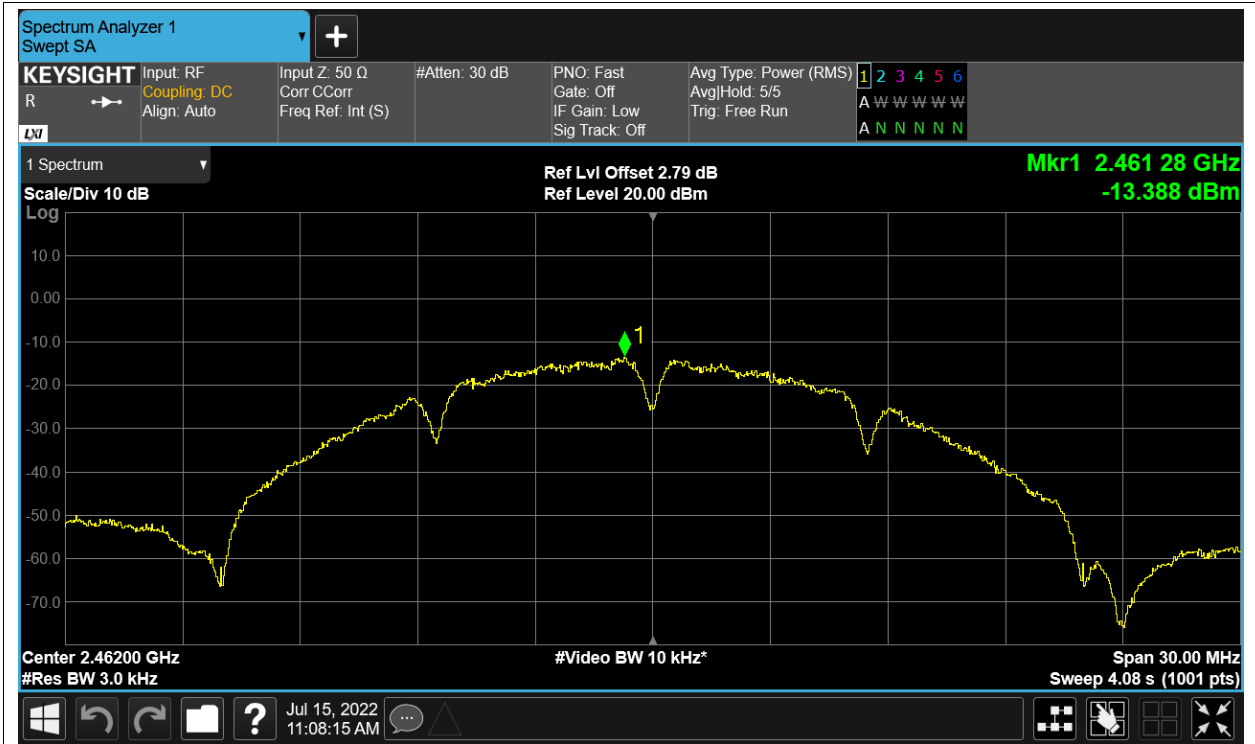 Spectrum Analyzer 1
Swept SA
KEYSIGHT
R
LXI
Input: RF
Coupling: DC
Align: Auto
Input Z: 50 Ω
Corr CCorr
Freq Ref: Int (S)
#Atten: 30 dB
PNO: Fast
Gate: Off
IF Gain: Low
Sig Track: Off
Avg Type: Power (RMS)
Avg|Hold: 5/5
Trig: Free Run
1 2 3 4 5 6
A W W W W W
A N N N N N
1 Spectrum
Scale/Div 10 dB
Log
Ref Lvl Offset 2.79 dB
Ref Level 20.00 dBm
Mkr1 2.461 28 GHz
-13.388 dBm
10.0
0.00
-10.0
-20.0
-30.0
-40.0
-50.0
-60.0
-70.0
1
Center 2.46200 GHz
#Res BW 3.0 kHz
#Video BW 10 kHz*
Span 30.00 MHz
Sweep 4.08 s (1001 pts)
?
Jul 15, 2022
11:08:15 AM